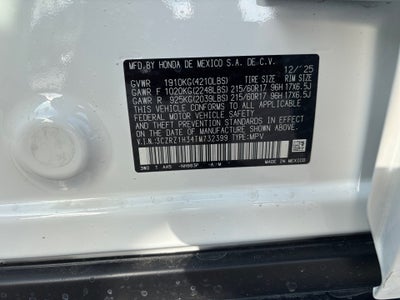 MFD. BY HONDA DE MEXICO S.A. DE C.V. 12/'25
GVWR 1910KG(4210LBS) TIRE SIZE RIM SIZE
GAWR F 1020KG(2248LBS) 215/60R17 96H 17X6.5J
GAWR R 925KG(2039LBS) 215/60R17 96H 17X6.5J
THIS VEHICLE CONFORMS TO ALL APPLICABLE
FEDERAL MOTOR VEHICLE SAFETY
AND THEFT PREVENTION STANDARDS IN EFFECT
ON THE DATE OF MANUFACTURE SHOWN ABOVE.
V.I.N.:3CZRZ1H34TM732399 TYPE:MPV
NH883P -A- MADE IN MEXICO